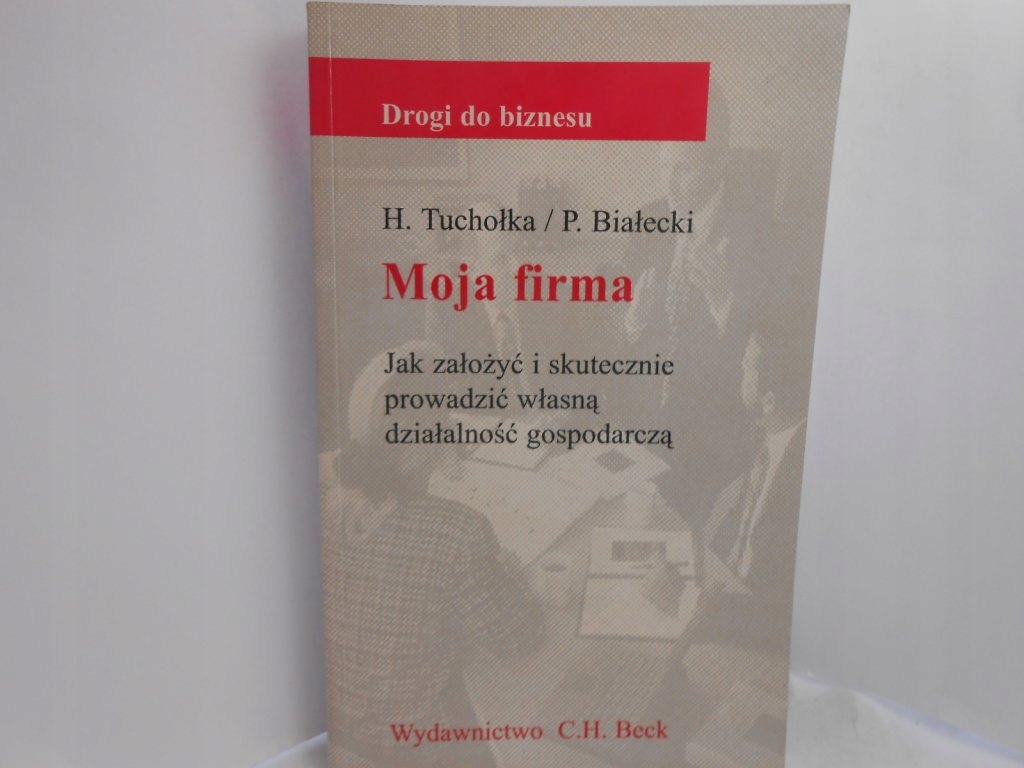 Drogi do biznesu
H. Tuchołka / P. Białecki
Moja firma
Jak założyć i skutecznie
prowadzić własną
działalność gospodarczą
Wydawnictwo C.H. Beck